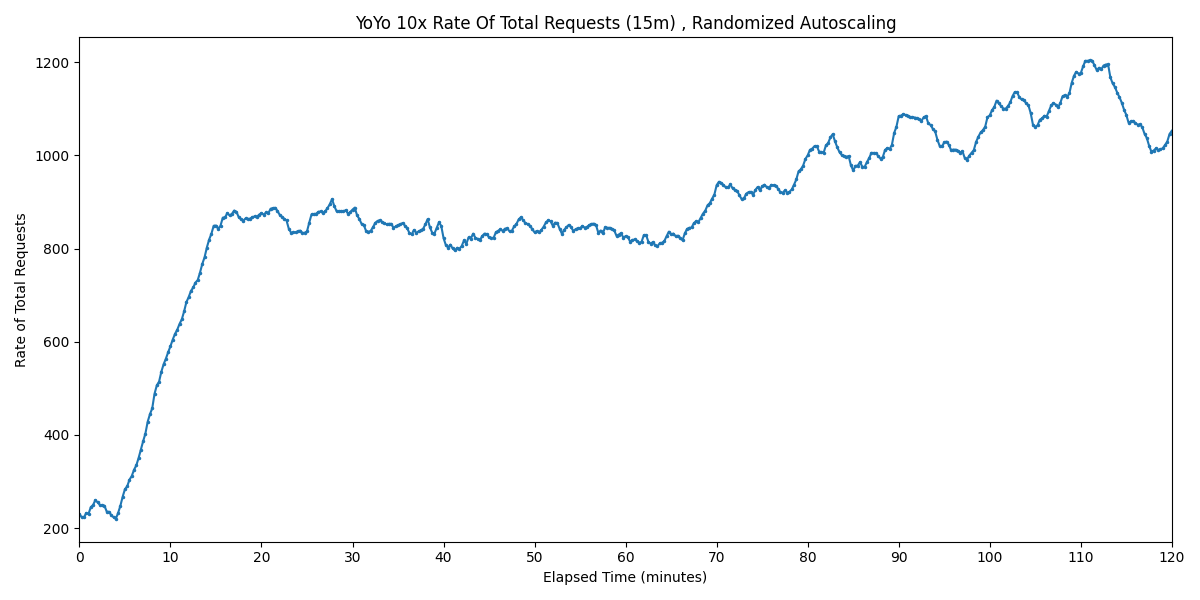 YoYo 10x Rate Of Total Requests (15m) , Randomized Autoscaling
1200
1000
800
600
400
200
Rate of Total Requests
0 10 20 30 40 50 60 70 80 90 100 110 120
Elapsed Time (minutes)